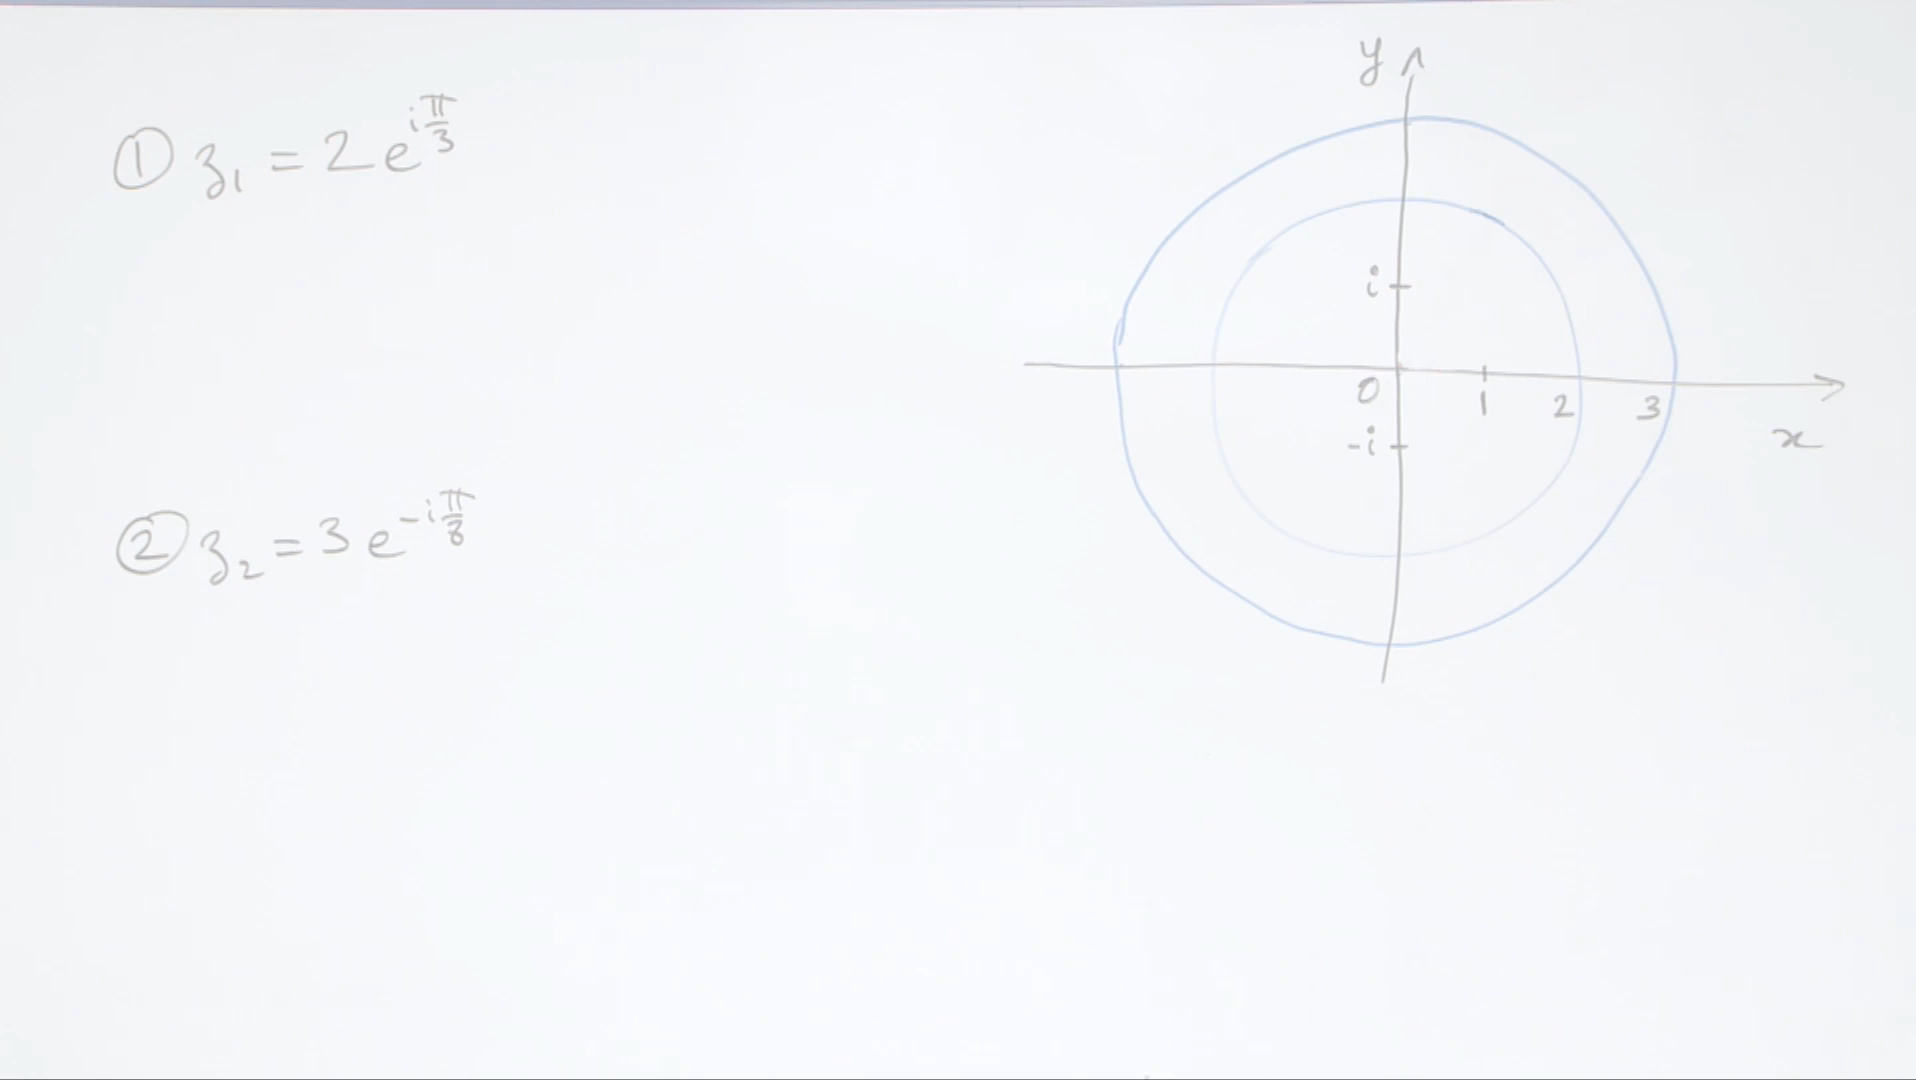 ① z₁ = 2e^{iπ/3}
② z₂ = 3e^{-iπ/8}
y
i
0 1 2 3
-i
x